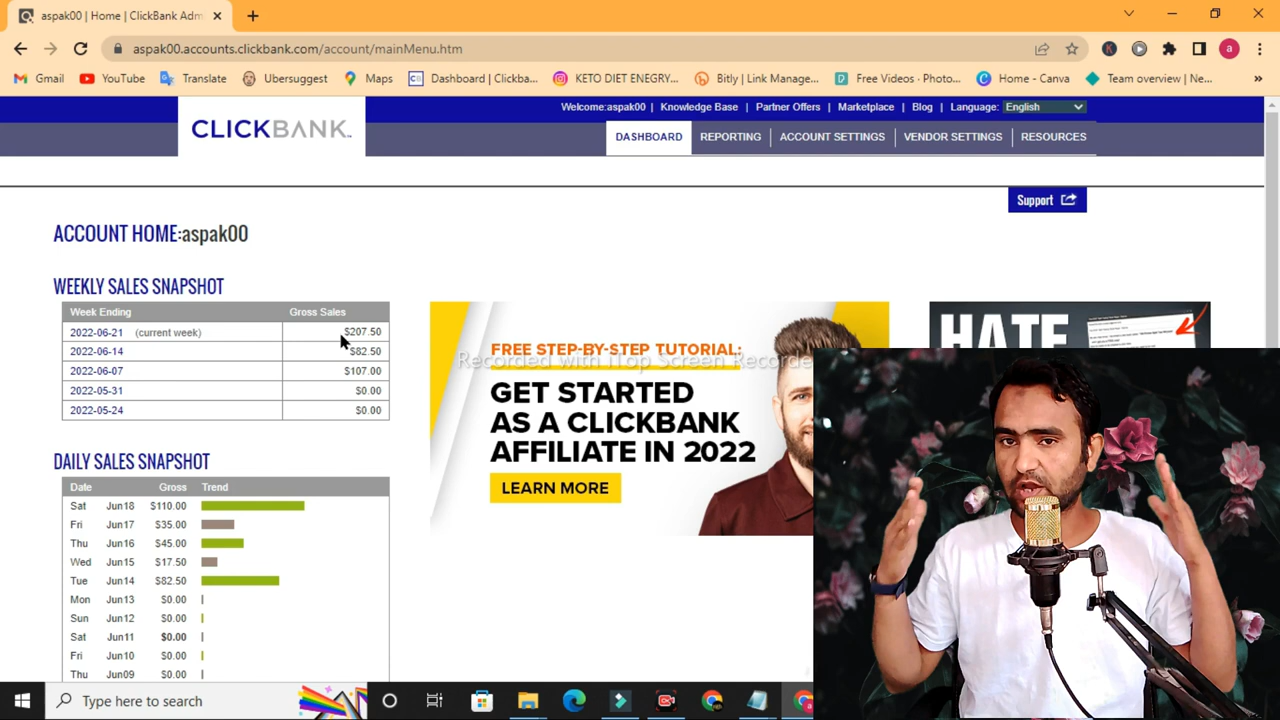 aspak00 | Home | ClickBank Adm
aspak00.accounts.clickbank.com/account/mainMenu.htm
Gmail YouTube Translate Ubersuggest Maps Dashboard | Clickba... KETO DIET ENEGRY... Bitly | Link Manage... Free Videos · Photo... Home - Canva Team overview | Ne... »
Welcome:aspak00 | Knowledge Base | Partner Offers | Marketplace | Blog | Language: English
CLICKBANK™
DASHBOARD REPORTING ACCOUNT SETTINGS VENDOR SETTINGS RESOURCES
Support
ACCOUNT HOME:aspak00
WEEKLY SALES SNAPSHOT
Week Ending Gross Sales
2022-06-21 (current week) $207.50
2022-06-14 $82.50
2022-06-07 $107.00
2022-05-31 $0.00
2022-05-24 $0.00
DAILY SALES SNAPSHOT
Date Gross Trend
Sat Jun18 $110.00
Fri Jun17 $35.00
Thu Jun16 $45.00
Wed Jun15 $17.50
Tue Jun14 $82.50
Mon Jun13 $0.00
Sun Jun12 $0.00
Sat Jun11 $0.00
Fri Jun10 $0.00
Thu Jun09 $0.00
FREE STEP-BY-STEP TUTORIAL:
Recorded with iTop Screen Recorde
GET STARTED
AS A CLICKBANK
AFFILIATE IN 2022
LEARN MORE
HATE
Type here to search